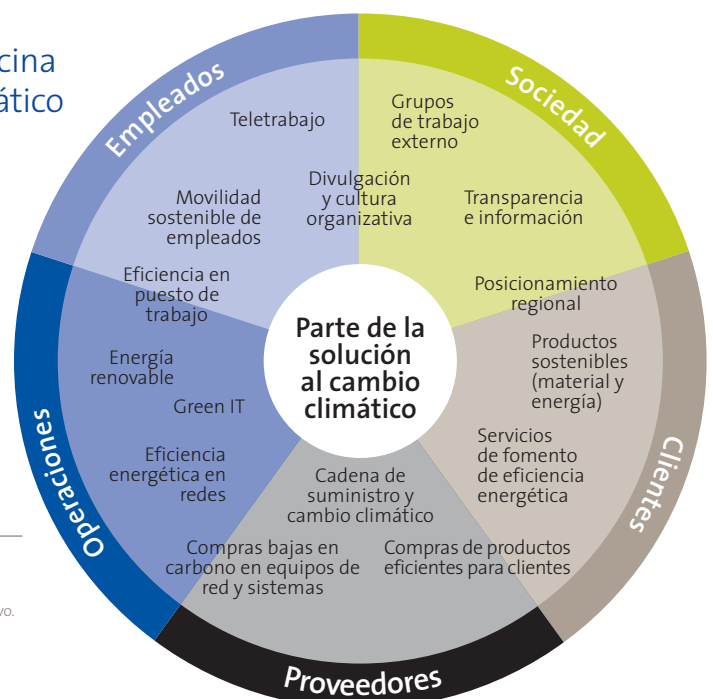 cina
ático
Empleados
Teletrabajo
Movilidad
sostenible de
empleados
Divulgación
y cultura
organizativa
Sociedad
Grupos
de trabajo
externo
Transparencia
e información
Posicionamiento
regional
Eficiencia en
puesto de
trabajo
Parte de la
solución
al cambio
climático
Operaciones
Energía
renovable
Green IT
Eficiencia
energética en
redes
Clientes
Productos
sostenibles
(material y
energía)
Servicios
de fomento
de eficiencia
energética
Cadena de
suministro y
cambio climático
Compras bajas en
carbono en equipos de
red y sistemas
Compras de productos
eficientes para clientes
Proveedores
vo.